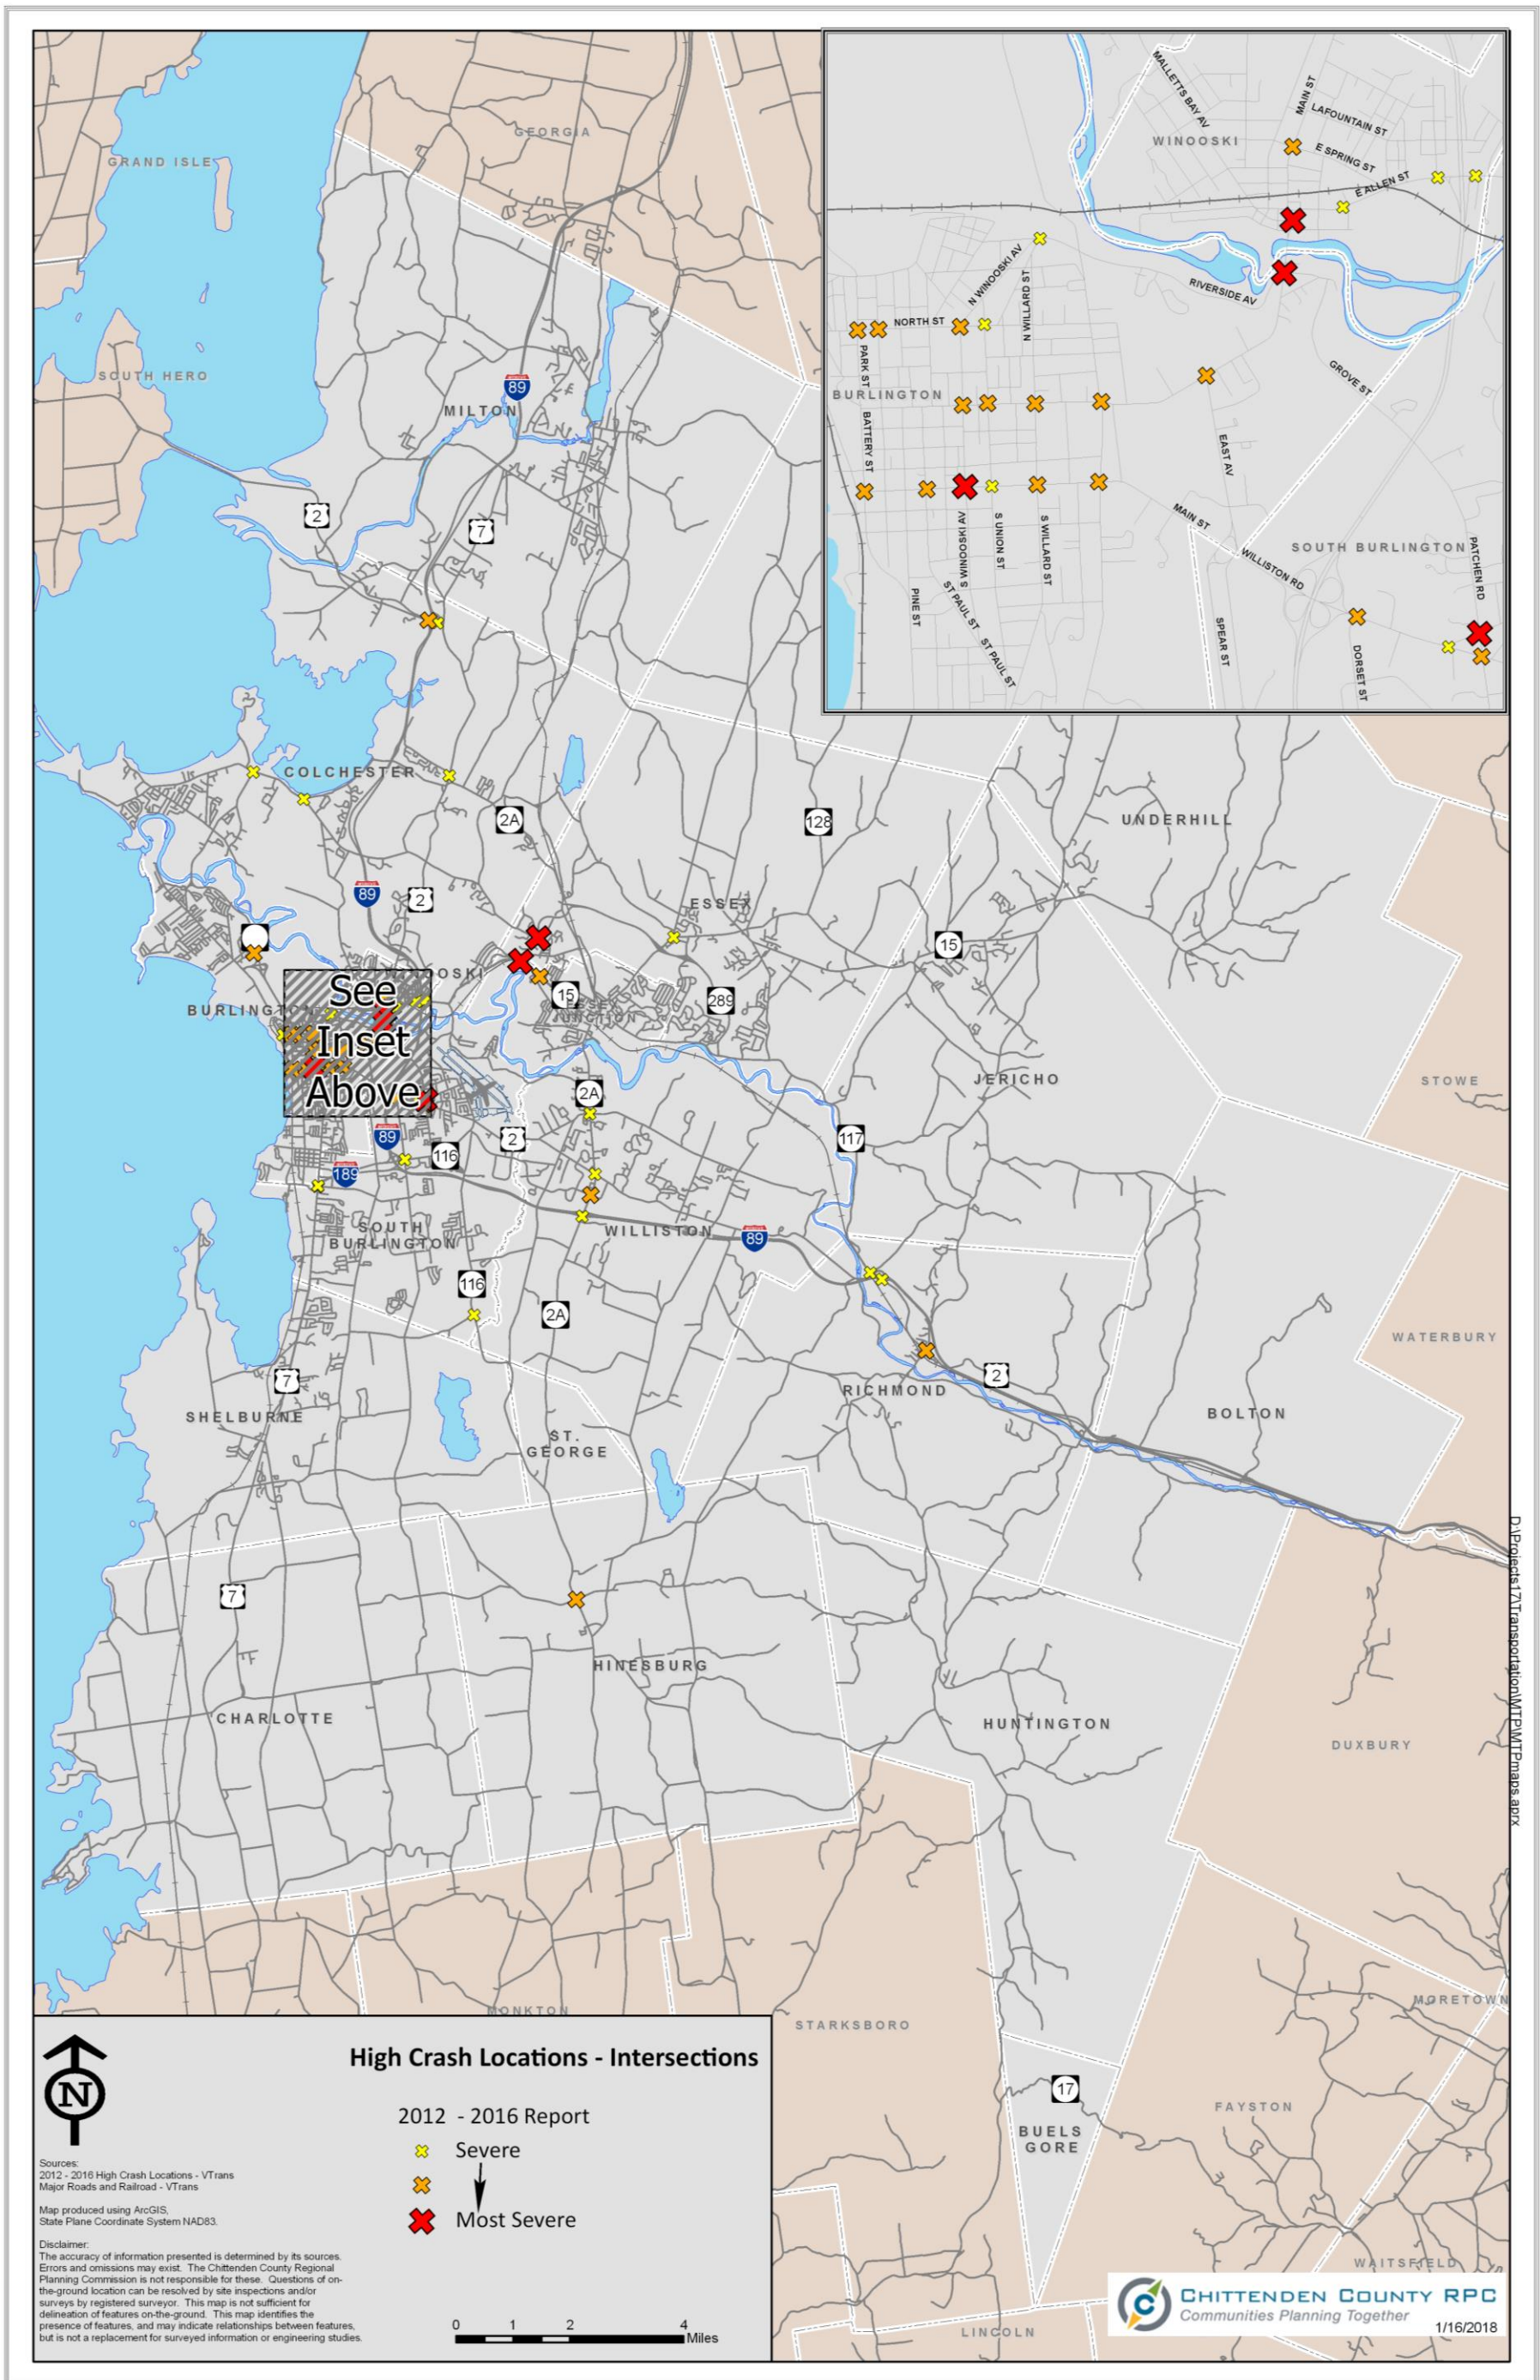 GEORGIA
GRAND ISLE
SOUTH HERO
89
MILTON
2
7
MALLETTS BAY AV
MAIN ST
LAFOUNTAIN ST
WINOOSKI
E SPRING ST
E ALLEN ST
N WINOOSKI AV
N WILLARD ST
RIVERSIDE AV
NORTH ST
PARK ST
GROVE ST
BURLINGTON
BATTERY ST
EAST AV
MAIN ST
S WINOOSKI AV
S UNION ST
S WILLARD ST
SOUTH BURLINGTON
PATCHEN RD
WILLISTON RD
PINE ST
ST PAUL ST
ST PAUL ST
SPEAR ST
DORSET ST
COLCHESTER
2A
128
UNDERHILL
89
2
ESSEX
15
OSKI
15
289
ESSEX
JUNCTION
BURLINGT
See
Inset
Above
JERICHO
STOWE
2A
89
116
2
117
189
SOUTH
BURLINGTON
WILLISTON
89
116
2A
WATERBURY
7
2
RICHMOND
SHELBURNE
BOLTON
ST.
GEORGE
7
HINESBURG
CHARLOTTE
HUNTINGTON
DUXBURY
D:\Projects17\Transportation\MTP\MTPmaps.aprx
MONKTON
STARKSBORO
MORETOWN
17
FAYSTON
BUELS
GORE
WAITSFIELD
LINCOLN
N
High Crash Locations - Intersections
2012 - 2016 Report
Severe
Most Severe
Sources:
2012 - 2016 High Crash Locations - VTrans
Major Roads and Railroad - VTrans
Map produced using ArcGIS,
State Plane Coordinate System NAD83.
Disclaimer:
The accuracy of information presented is determined by its sources.
Errors and omissions may exist. The Chittenden County Regional
Planning Commission is not responsible for these. Questions of on-
the-ground location can be resolved by site inspections and/or
surveys by registered surveyor. This map is not sufficient for
delineation of features on-the-ground. This map identifies the
presence of features, and may indicate relationships between features,
but is not a replacement for surveyed information or engineering studies.
0 1 2 4
Miles
CHITTENDEN COUNTY RPC
Communities Planning Together
1/16/2018